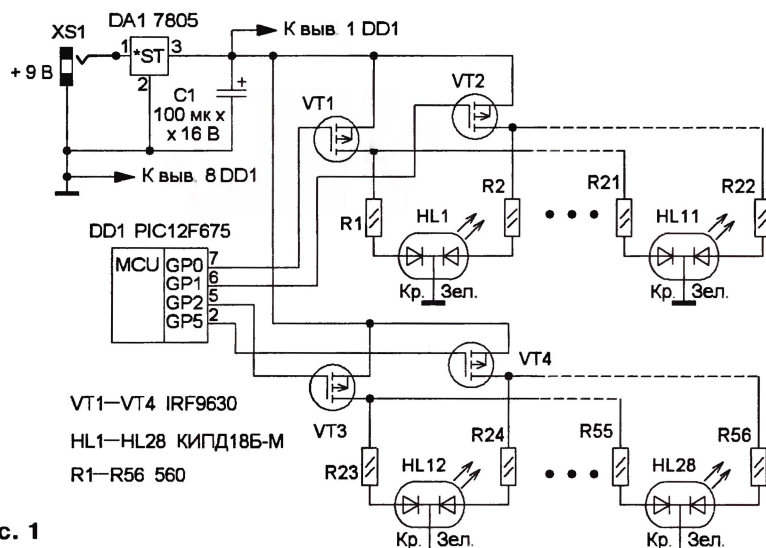 DA1 7805
XS1
К выв. 1 DD1
1
*ST
3
2
+ 9 В
C1
100 мк х
х 16 В
VT1
VT2
К выв. 8 DD1
DD1 PIC12F675
MCU
GP0 7
GP1 6
GP2 5
GP5 2
R1
HL1
R2
R21
HL11
R22
Кр.
Зел.
Кр.
Зел.
VT4
VT3
VT1—VT4 IRF9630
HL1—HL28 КИПД18Б-М
R1—R56 560
R23
HL12
R24
R55
HL28
R56
Кр.
Зел.
Кр.
Зел.
с. 1